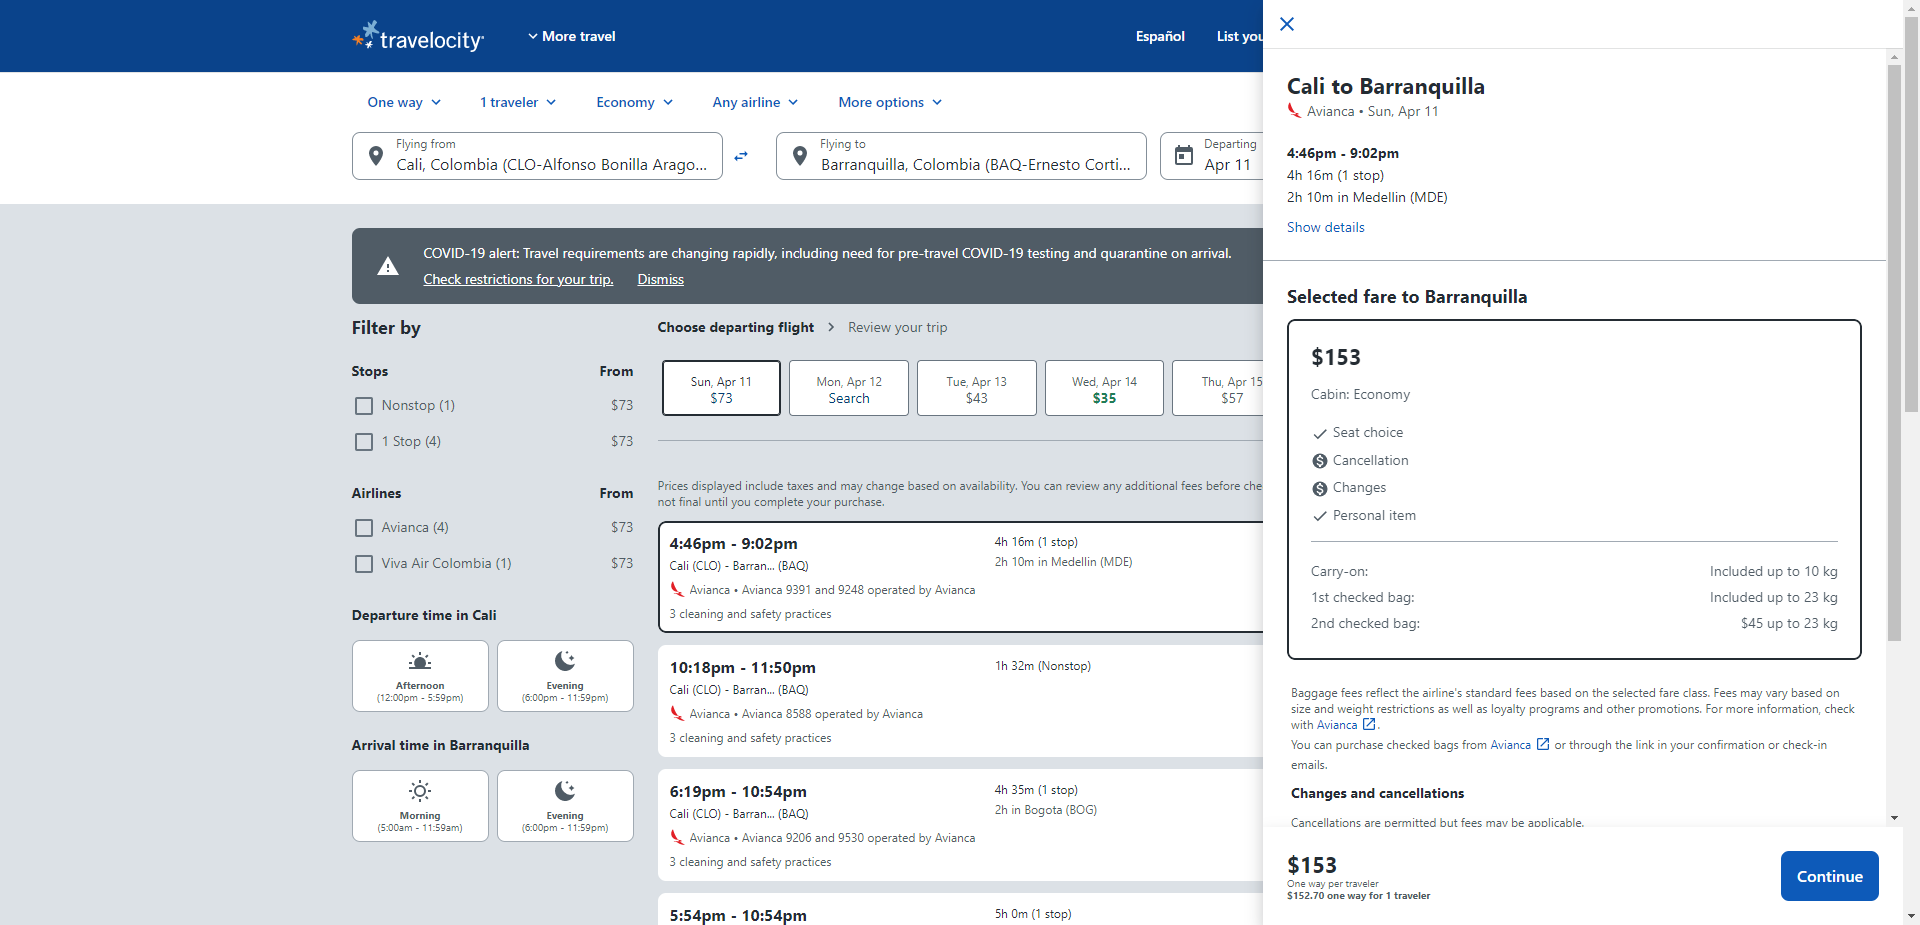 travelocity
More travel
Español
List you
One way
1 traveler
Economy
Any airline
More options
Flying from
Cali, Colombia (CLO-Alfonso Bonilla Arago...
Flying to
Barranquilla, Colombia (BAQ-Ernesto Corti...
Departing
Apr 11
COVID-19 alert: Travel requirements are changing rapidly, including need for pre-travel COVID-19 testing and quarantine on arrival.
Check restrictions for your trip. Dismiss
Filter by
Stops From
Nonstop (1) $73
1 Stop (4) $73
Airlines From
Avianca (4) $73
Viva Air Colombia (1) $73
Departure time in Cali
Afternoon
(12:00pm - 5:59pm)
Evening
(6:00pm - 11:59pm)
Arrival time in Barranquilla
Morning
(5:00am - 11:59am)
Evening
(6:00pm - 11:59pm)
Choose departing flight Review your trip
Sun, Apr 11
$73
Mon, Apr 12
Search
Tue, Apr 13
$43
Wed, Apr 14
$35
Thu, Apr 15
$57
Prices displayed include taxes and may change based on availability. You can review any additional fees before che
not final until you complete your purchase.
4:46pm - 9:02pm
Cali (CLO) - Barran... (BAQ)
Avianca • Avianca 9391 and 9248 operated by Avianca
3 cleaning and safety practices
4h 16m (1 stop)
2h 10m in Medellin (MDE)
10:18pm - 11:50pm
Cali (CLO) - Barran... (BAQ)
Avianca • Avianca 8588 operated by Avianca
3 cleaning and safety practices
1h 32m (Nonstop)
6:19pm - 10:54pm
Cali (CLO) - Barran... (BAQ)
Avianca • Avianca 9206 and 9530 operated by Avianca
3 cleaning and safety practices
4h 35m (1 stop)
2h in Bogota (BOG)
5:54pm - 10:54pm
5h 0m (1 stop)
Cali to Barranquilla
Avianca • Sun, Apr 11
4:46pm - 9:02pm
4h 16m (1 stop)
2h 10m in Medellin (MDE)
Show details
Selected fare to Barranquilla
$153
Cabin: Economy
Seat choice
Cancellation
Changes
Personal item
Carry-on: Included up to 10 kg
1st checked bag: Included up to 23 kg
2nd checked bag: $45 up to 23 kg
Baggage fees reflect the airline's standard fees based on the selected fare class. Fees may vary based on
size and weight restrictions as well as loyalty programs and other promotions. For more information, check
with Avianca .
You can purchase checked bags from Avianca or through the link in your confirmation or check-in
emails.
Changes and cancellations
Cancellations are permitted but fees may be applicable.
$153
One way per traveler
$152.70 one way for 1 traveler
Continue